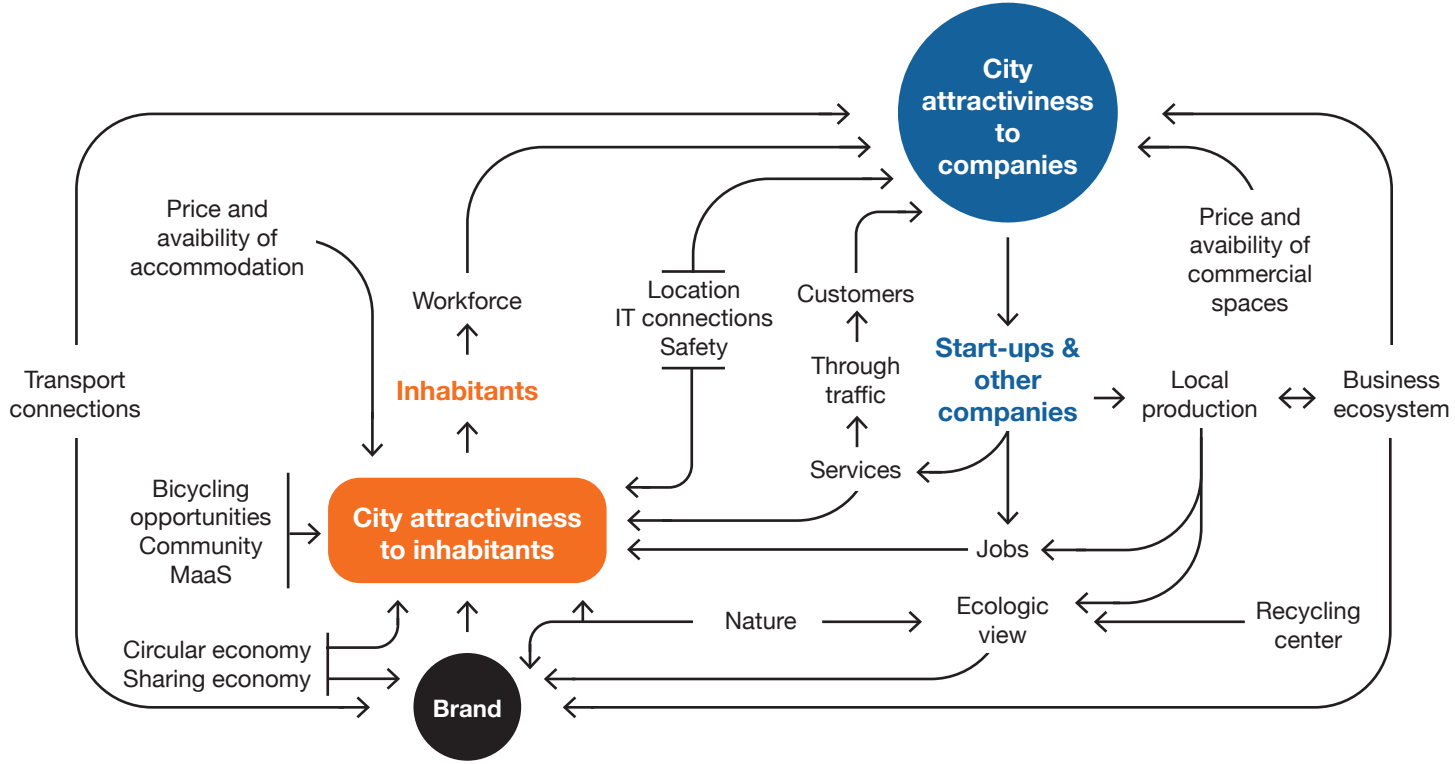 City
attractiviness
to
companies
Price and
avaibility of
accommodation
Price and
avaibility of
commercial
spaces
Workforce
Location
IT connections
Safety
Customers
Inhabitants
Through
traffic
Start-ups &
other
companies
Local
production
Business
ecosystem
Transport
connections
Services
Bicycling
opportunities
Community
MaaS
City attractiviness
to inhabitants
Jobs
Nature
Ecologic
view
Recycling
center
Circular economy
Sharing economy
Brand